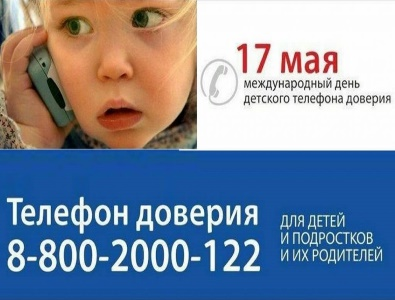 17 мая
международный день
детского телефона доверия
Телефон доверия
8-800-2000-122
ДЛЯ ДЕТЕЙ
И ПОДРОСТКОВ
И ИХ РОДИТЕЛЕЙ